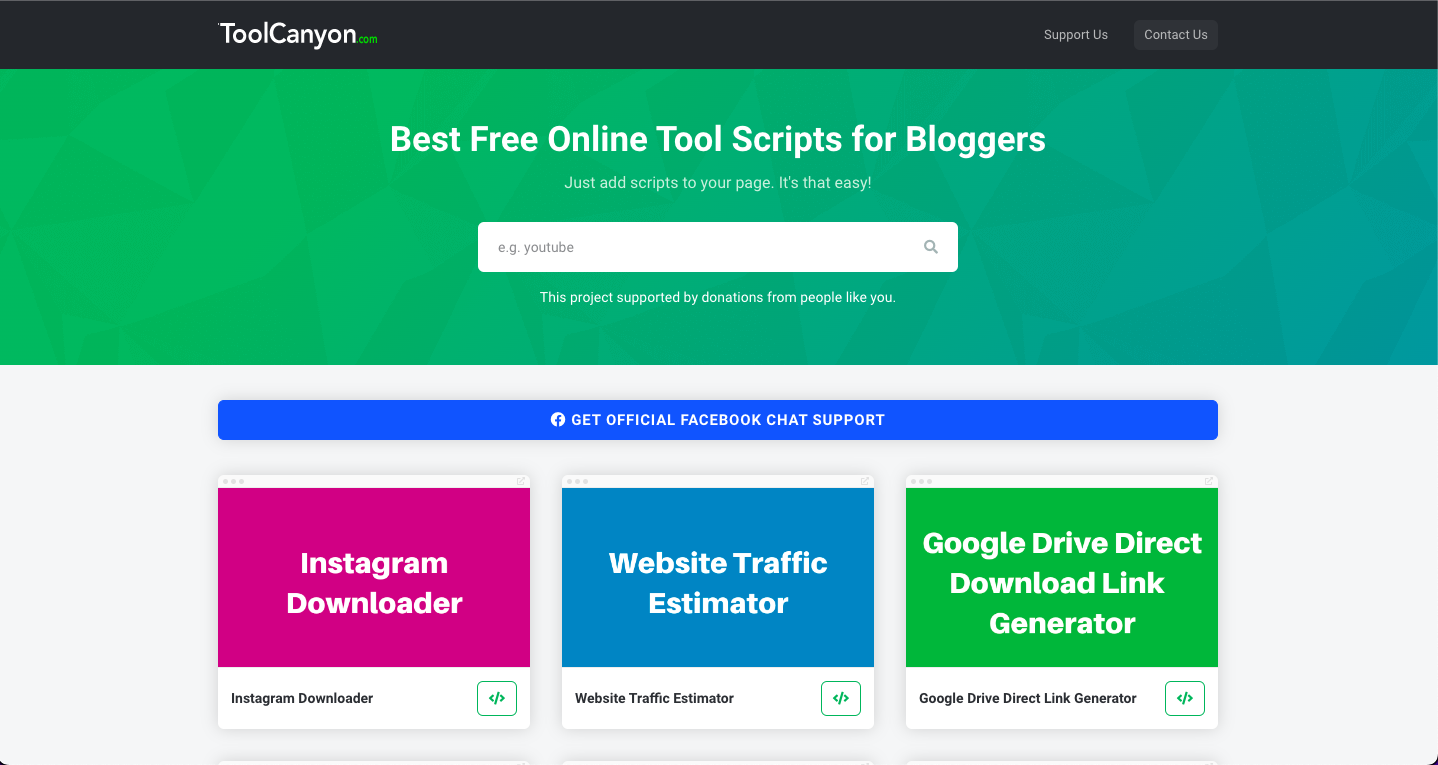 ToolCanyon.com
Support Us
Contact Us
Best Free Online Tool Scripts for Bloggers
Just add scripts to your page. It's that easy!
e.g. youtube
This project supported by donations from people like you.
GET OFFICIAL FACEBOOK CHAT SUPPORT
Instagram
Downloader
Instagram Downloader
</>
Website Traffic
Estimator
Website Traffic Estimator
</>
Google Drive Direct
Download Link
Generator
Google Drive Direct Link Generator
</>